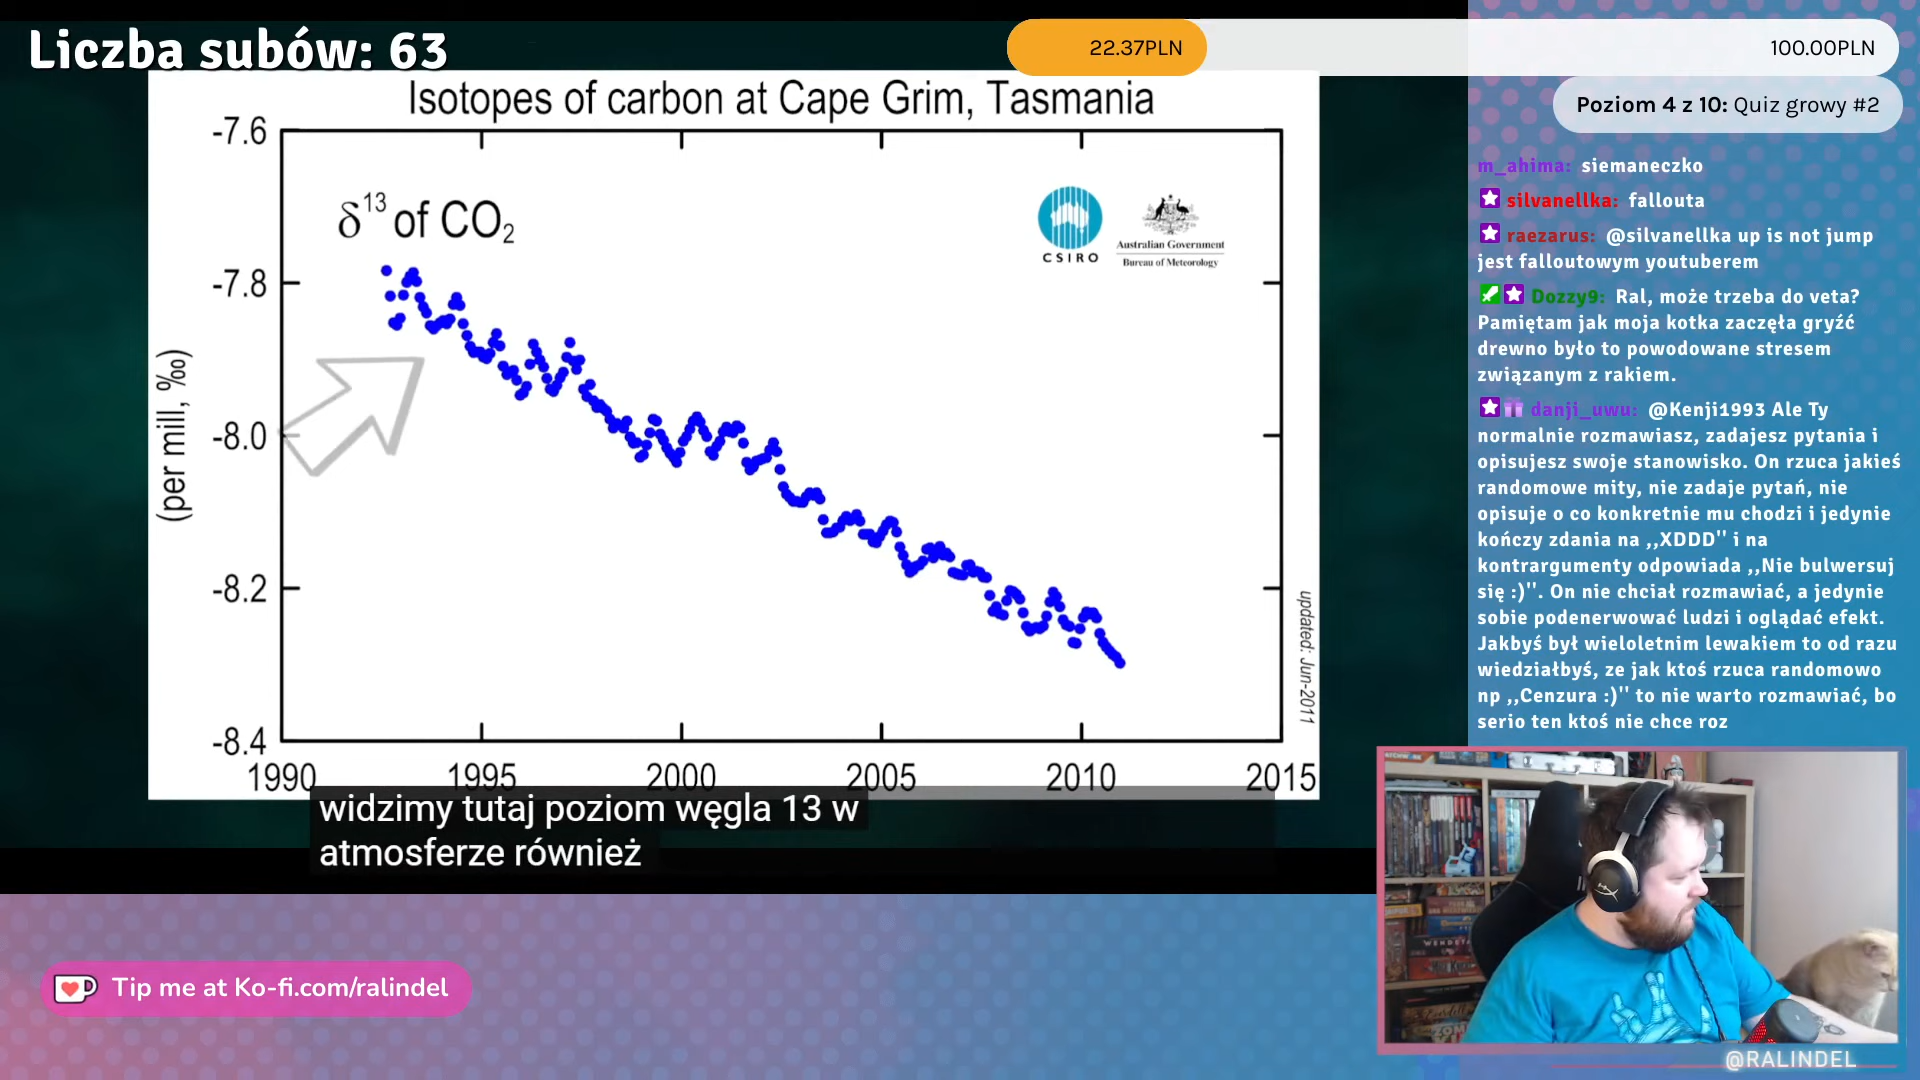 Liczba subów: 63
22.37PLN
100.00PLN
Poziom 4 z 10: Quiz growy #2
Isotopes of carbon at Cape Grim, Tasmania
δ13 of CO2
CSIRO
Australian Government
Bureau of Meteorology
(per mill, ‰)
-7.6
-7.8
-8.0
-8.2
-8.4
1990
1995
2000
2005
2010
2015
updated: Jun-2011
widzimy tutaj poziom węgla 13 w
atmosferze również
m_ahima: siemaneczko
silvanellka: fallouta
raezarus: @silvanellka up is not jump
jest falloutowym youtuberem
Dozzy9: Ral, może trzeba do veta?
Pamiętam jak moja kotka zaczęła gryźć
drewno było to powodowane stresem
związanym z rakiem.
danji_uwu: @Kenji1993 Ale Ty
normalnie rozmawiasz, zadajesz pytania i
opisujesz swoje stanowisko. On rzuca jakieś
randomowe mity, nie zadaje pytań, nie
opisuje o co konkretnie mu chodzi i jedynie
kończy zdania na ,,XDDD" i na
kontrargumenty odpowiada ,,Nie bulwersuj
się :)". On nie chciał rozmawiać, a jedynie
sobie podenerwować ludzi i oglądać efekt.
Jakbyś był wieloletnim lewakiem to od razu
wiedziałbyś, ze jak ktoś rzuca randomowo
np ,,Cenzura :)" to nie warto rozmawiać, bo
serio ten ktoś nie chce roz
Tip me at Ko-fi.com/ralindel
@RALINDEL